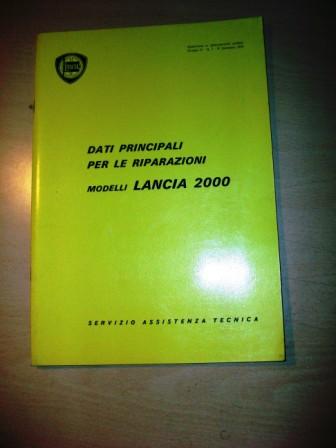 DATI PRINCIPALI
PER LE RIPARAZIONI
MODELLI LANCIA 2000
SERVIZIO ASSISTENZA TECNICA